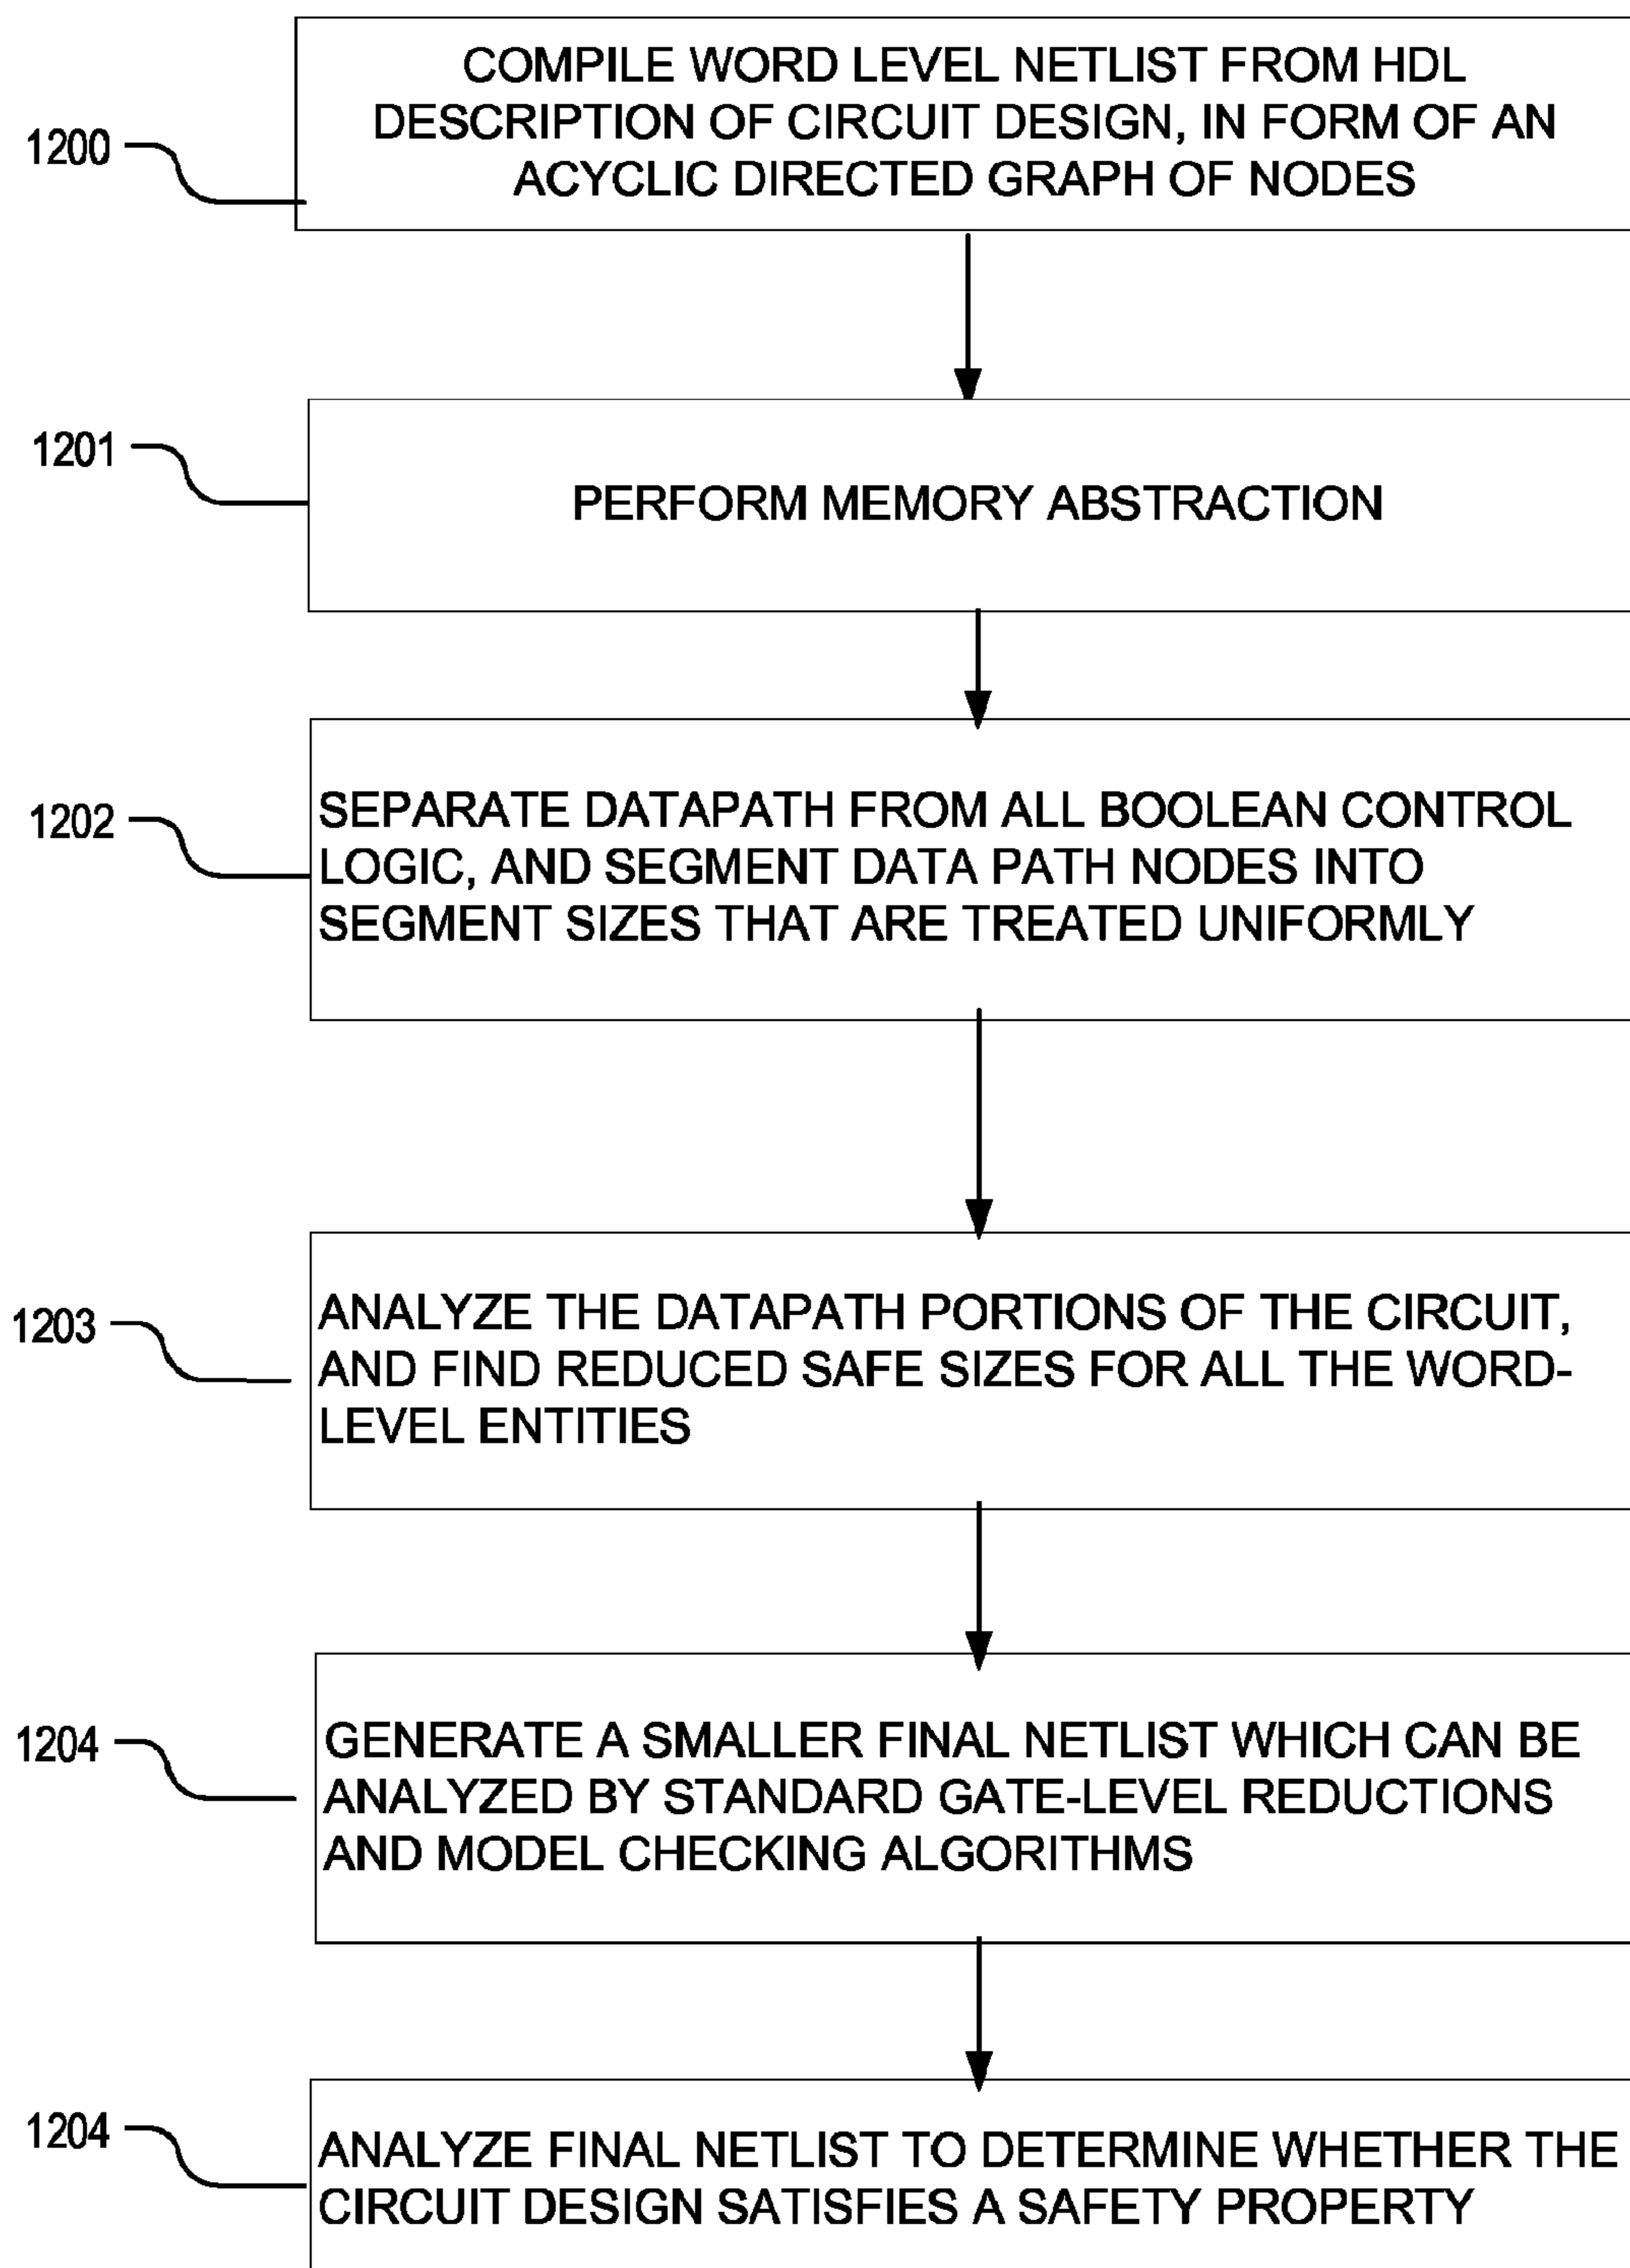 COMPILE WORD LEVEL NETLIST FROM HDL
DESCRIPTION OF CIRCUIT DESIGN, IN FORM OF AN
ACYCLIC DIRECTED GRAPH OF NODES
1200
1201
PERFORM MEMORY ABSTRACTION
1202
SEPARATE DATAPATH FROM ALL BOOLEAN CONTROL
LOGIC, AND SEGMENT DATA PATH NODES INTO
SEGMENT SIZES THAT ARE TREATED UNIFORMLY
1203
ANALYZE THE DATAPATH PORTIONS OF THE CIRCUIT,
AND FIND REDUCED SAFE SIZES FOR ALL THE WORD-
LEVEL ENTITIES
1204
GENERATE A SMALLER FINAL NETLIST WHICH CAN BE
ANALYZED BY STANDARD GATE-LEVEL REDUCTIONS
AND MODEL CHECKING ALGORITHMS
1204
ANALYZE FINAL NETLIST TO DETERMINE WHETHER THE
CIRCUIT DESIGN SATISFIES A SAFETY PROPERTY